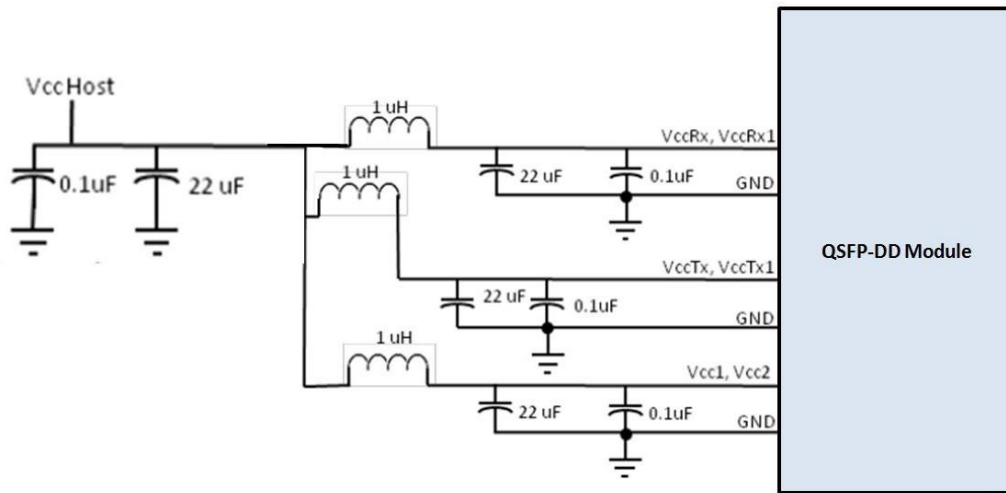 VccHost
0.1uF
22 uF
1 uH
VccRx, VccRx1
22 uF
0.1uF
GND
1 uH
VccTx, VccTx1
22 uF
0.1uF
GND
1 uH
Vcc1, Vcc2
22 uF
0.1uF
GND
QSFP-DD Module